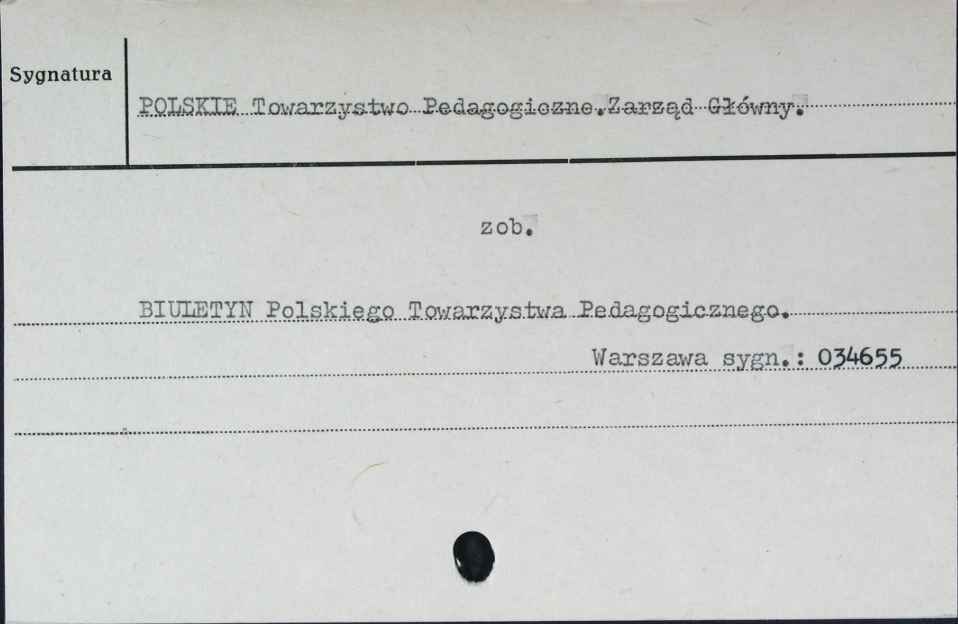 Sygnatura
POLSKIE Towarzystwo Pedagogiczne.Zarząd Główny.
zob.
BIULETYN Polskiego Towarzystwa Pedagogicznego.
Warszawa sygn.: 034655